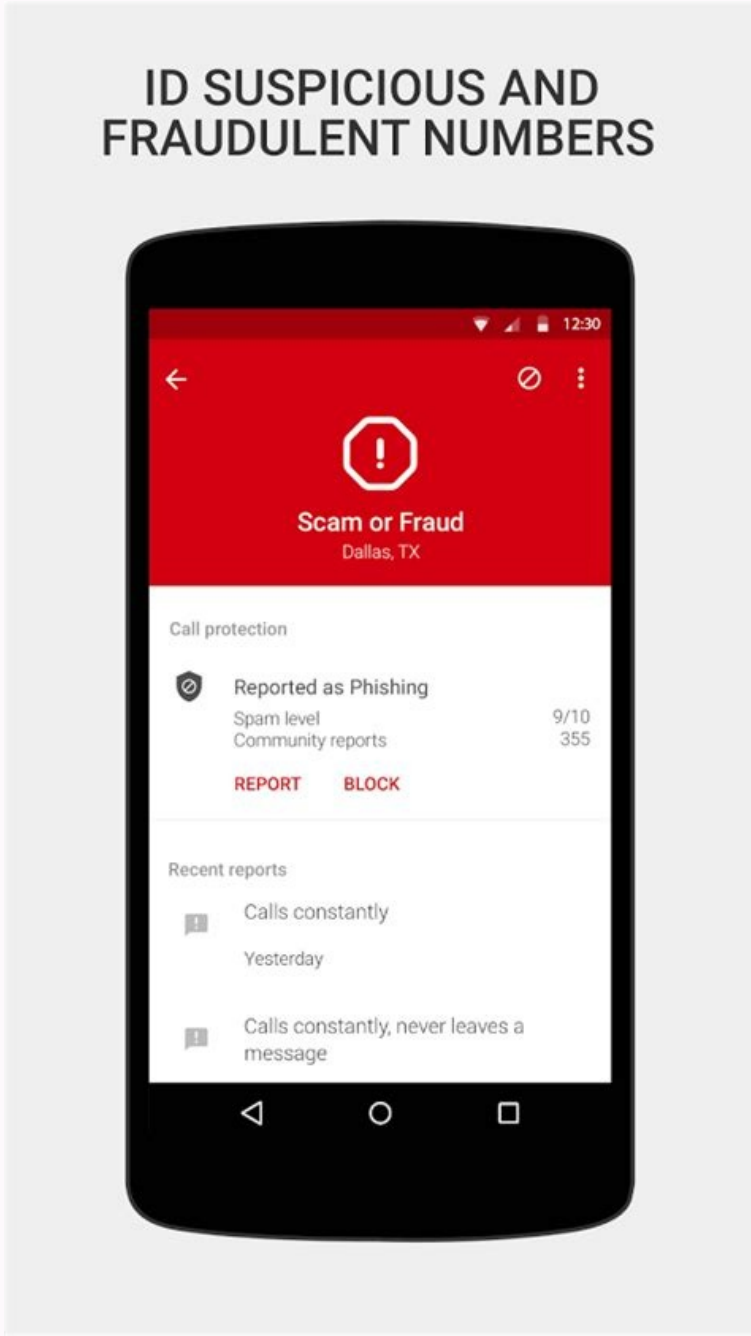 ID SUSPICIOUS AND
FRAUDULENT NUMBERS
12:30
Scam or Fraud
Dallas, TX
Call protection
Reported as Phishing
Spam level 9/10
Community reports 355
REPORT BLOCK
Recent reports
Calls constantly
Yesterday
Calls constantly, never leaves a
message